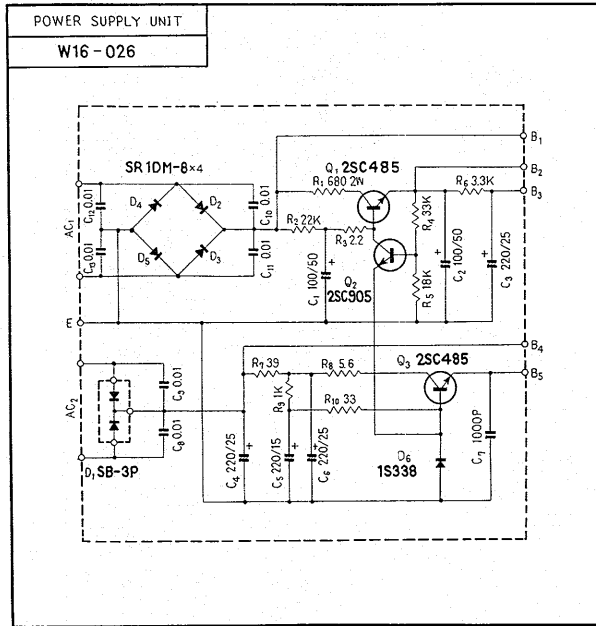 POWER SUPPLY UNIT
W16-026
B1
B2
SR1DM-8×4
Q1 2SC485
R1 680 2W
R6 3.3K
B3
C12 0.01
D4
D2
C10 0.01
R2 22K
R3 2.2
R4 33K
AC1
C13 0.01
D5
D3
C11 0.01
C1 100/50
+
Q2
2SC905
R5 18K
+
C2 100/50
+
C3 220/25
E
B4
R7 39
R8 5.6
Q3 2SC485
B5
AC2
C9 0.01
R9 1K
R10 33
C8 0.01
D1 SB-3P
C4 220/25
+
C5 220/15
+
C6 220/25
+
D6
1S338
C7 1000P